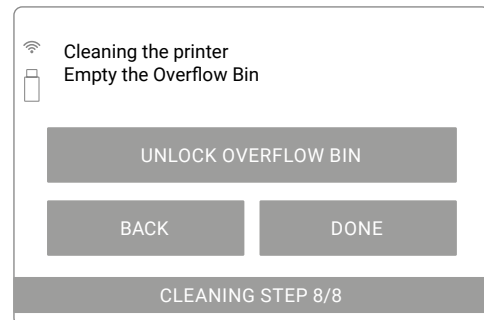 Cleaning the printer
Empty the Overflow Bin
UNLOCK OVERFLOW BIN
BACK
DONE
CLEANING STEP 8/8